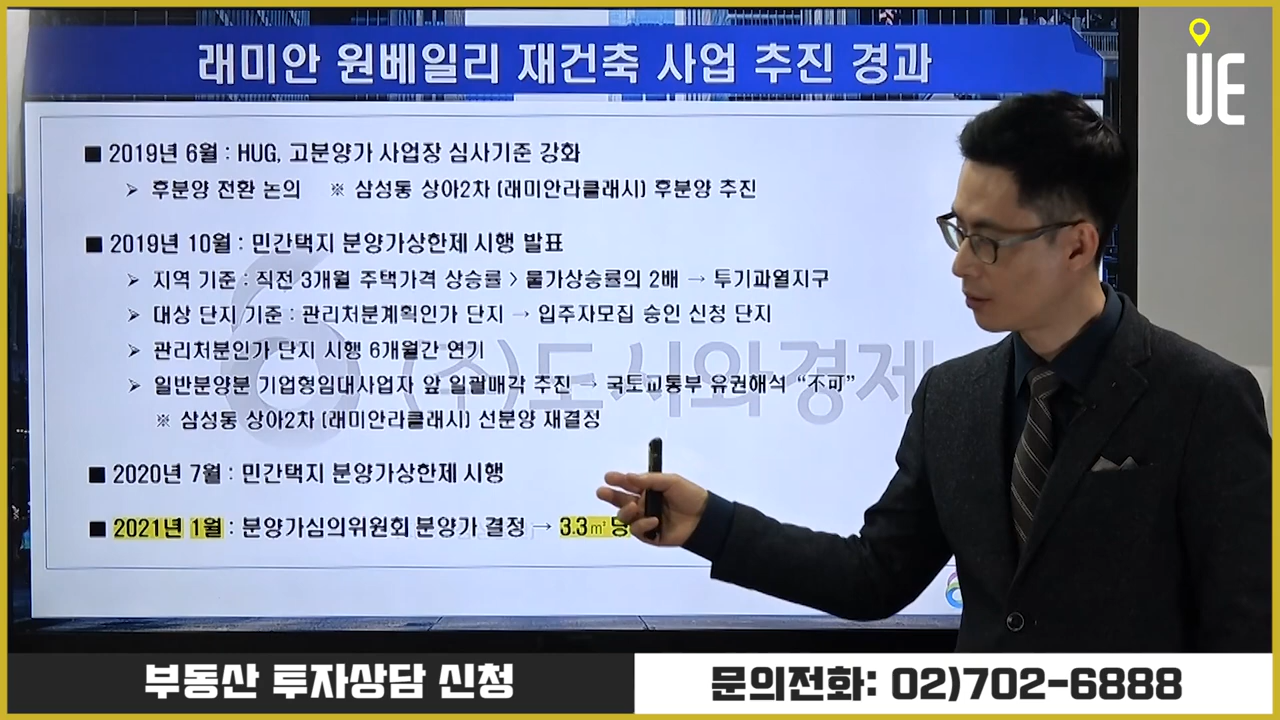 래미안 원베일리 재건축 사업 추진 경과
UE
■ 2019년 6월 : HUG, 고분양가 사업장 심사기준 강화
➢ 후분양 전환 논의 ※ 삼성동 상아2차 (래미안라클래시) 후분양 추진
■ 2019년 10월 : 민간택지 분양가상한제 시행 발표
➢ 지역 기준 : 직전 3개월 주택가격 상승률 > 물가상승률의 2배 → 투기과열지구
➢ 대상 단지 기준 : 관리처분계획인가 단지 → 입주자모집 승인 신청 단지
➢ 관리처분인가 단지 시행 6개월간 연기
➢ 일반분양분 기업형임대사업자 앞 일괄매각 추진 → 국토교통부 유권해석 “不可”
※ 삼성동 상아2차 (래미안라클래시) 선분양 재결정
(주)도시와경제
■ 2020년 7월 : 민간택지 분양가상한제 시행
■ 2021년 1월 : 분양가심의위원회 분양가 결정 → 3.3㎡당
부동산 투자상담 신청
문의전화: 02)702-6888